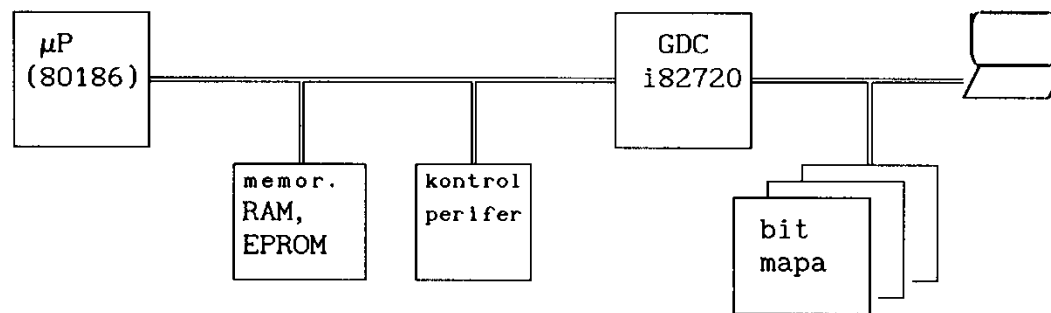 μP
(80186)
GDC
i82720
memor.
RAM,
EPROM
kontrol
perifer
bit
mapa